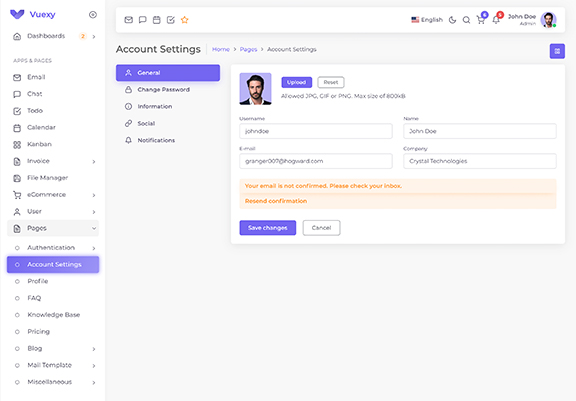 Vuexy
English
6
5
John Doe
Admin
Dashboards
2
APPS & PAGES
Email
Chat
Todo
Calendar
Kanban
Invoice
File Manager
eCommerce
User
Pages
Authentication
Account Settings
Profile
FAQ
Knowledge Base
Pricing
Blog
Mail Template
Miscellaneous
Account Settings
Home > Pages > Account Settings
General
Change Password
Information
Social
Notifications
Upload Reset
Allowed JPG, GIF or PNG. Max size of 800kB
Username Name
johndoe John Doe
E-mail Company
granger007@hogward.com Crystal Technologies
Your email is not confirmed. Please check your inbox.
Resend confirmation
Save changes Cancel